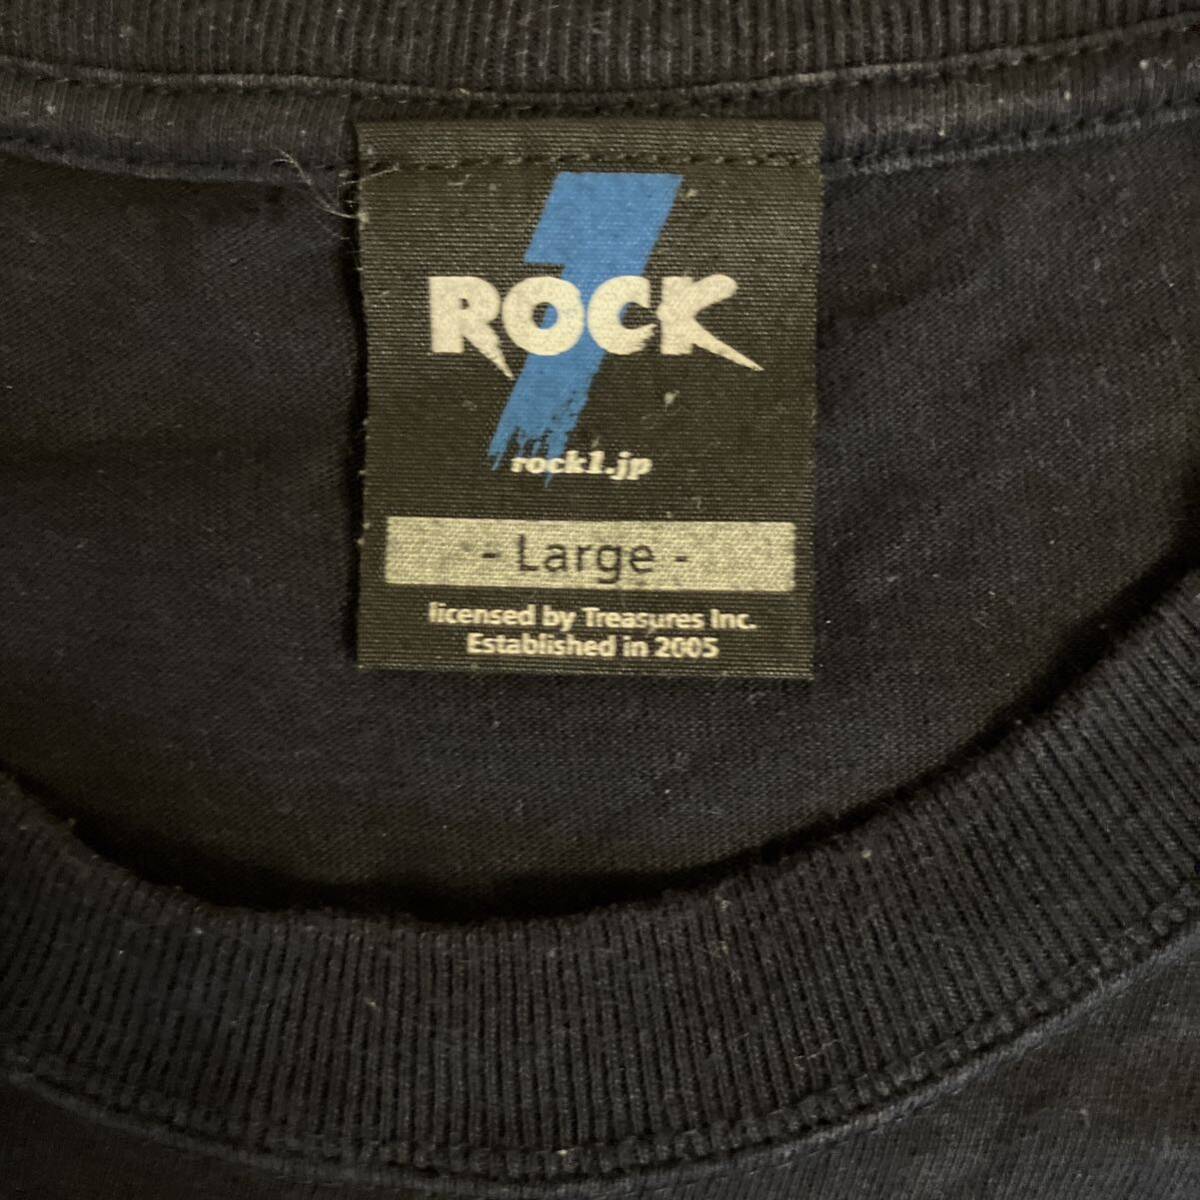 ROCK
rock1.jp
- Large -
licensed by Treasures Inc.
Established in 2005